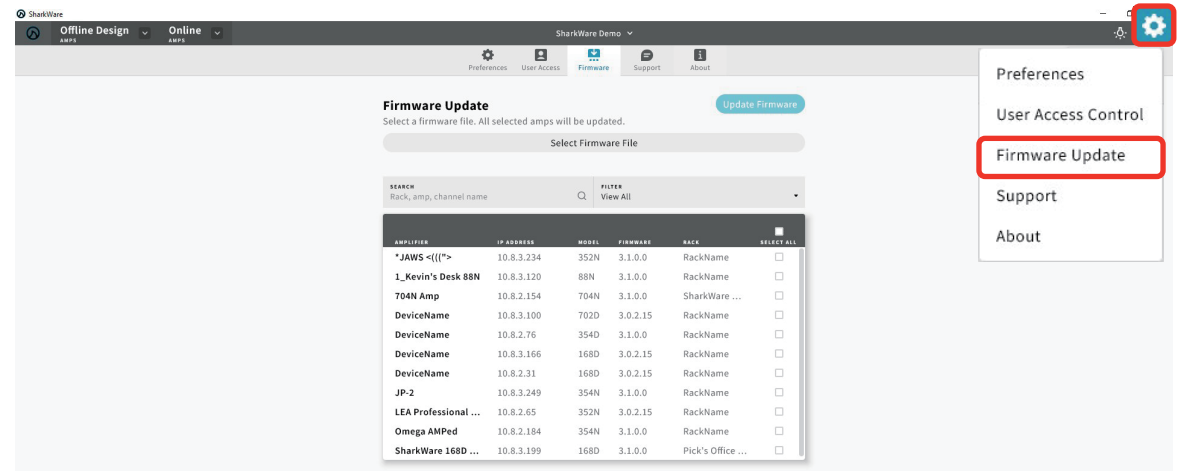 SharkWare
Offline Design
AMPS
Online
AMPS
SharkWare Demo
Preferences
User Access
Firmware
Support
About
Preferences
User Access Control
Firmware Update
Support
About
Firmware Update
Update Firmware
Select a firmware file. All selected amps will be updated.
Select Firmware File
SEARCH
Rack, amp, channel name
FILTER
View All
AMPLIFIER IP ADDRESS MODEL FIRMWARE RACK SELECT ALL
*JAWS <((("> 10.8.3.234 352N 3.1.0.0 RackName
1_Kevin's Desk 88N 10.8.3.120 88N 3.1.0.0 RackName
704N Amp 10.8.2.154 704N 3.1.0.0 SharkWare ...
DeviceName 10.8.3.100 702D 3.0.2.15 RackName
DeviceName 10.8.2.76 354D 3.1.0.0 RackName
DeviceName 10.8.3.166 168D 3.0.2.15 RackName
DeviceName 10.8.2.31 168D 3.0.2.15 RackName
JP-2 10.8.3.249 354N 3.1.0.0 RackName
LEA Professional ... 10.8.2.65 352N 3.0.2.15 RackName
Omega AMPed 10.8.2.184 354N 3.1.0.0 RackName
SharkWare 168D ... 10.8.3.199 168D 3.1.0.0 Pick's Office ...